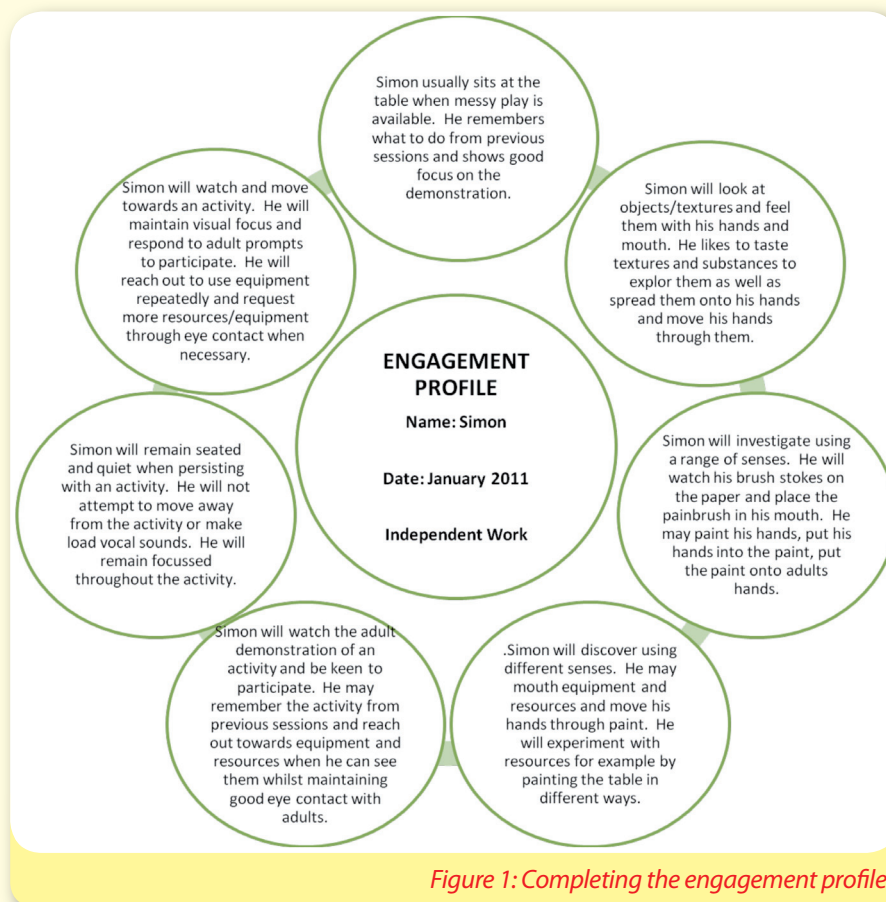 Simon usually sits at the
table when messy play is
available. He remembers
what to do from previous
sessions and shows good
focus on the
demonstration.
Simon will look at
objects/textures and feel
them with his hands and
mouth. He likes to taste
textures and substances to
explor them as well as
spread them onto his hands
and move his hands
through them.
Simon will investigate using
a range of senses. He will
watch his brush stokes on
the paper and place the
painbrush in his mouth. He
may paint his hands, put his
hands into the paint, put
the paint onto adults
hands.
.Simon will discover using
different senses. He may
mouth equipment and
resources and move his
hands through paint. He
will experiment with
resources for example by
painting the table in
different ways.
Simon will watch the adult
demonstration of an
activity and be keen to
participate. He may
remember the activity from
previous sessions and reach
out towards equipment and
resources when he can see
them whilst maintaining
good eye contact with
adults.
Simon will remain seated
and quiet when persisting
with an activity. He will not
attempt to move away
from the activity or make
load vocal sounds. He will
remain focussed
throughout the activity.
Simon will watch and move
towards an activity. He will
maintain visual focus and
respond to adult prompts
to participate. He will
reach out to use equipment
repeatedly and request
more resources/equipment
through eye contact when
necessary.
ENGAGEMENT
PROFILE
Name: Simon
Date: January 2011
Independent Work
Figure 1: Completing the engagement profile